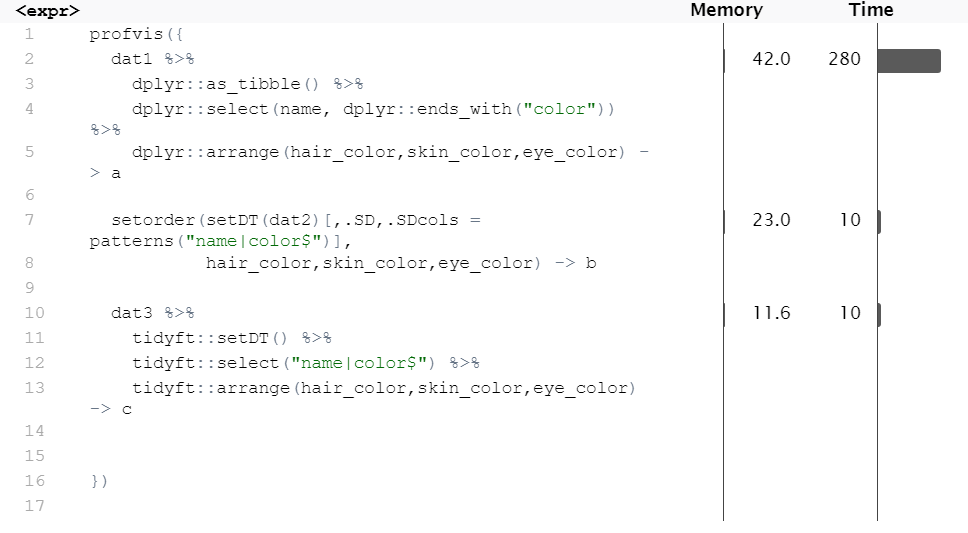 <expr> Memory Time
1 profvis({
2 dat1 %>% 42.0 280
3 dplyr::as_tibble() %>%
4 dplyr::select(name, dplyr::ends_with("color"))
%>%
5 dplyr::arrange(hair_color,skin_color,eye_color) -
> a
6
7 setorder(setDT(dat2)[,.SD,.SDcols = 23.0 10
patterns("name|color$")],
8 hair_color,skin_color,eye_color) -> b
9
10 dat3 %>% 11.6 10
11 tidyft::setDT() %>%
12 tidyft::select("name|color$") %>%
13 tidyft::arrange(hair_color,skin_color,eye_color)
-> c
14
15
16 })
17